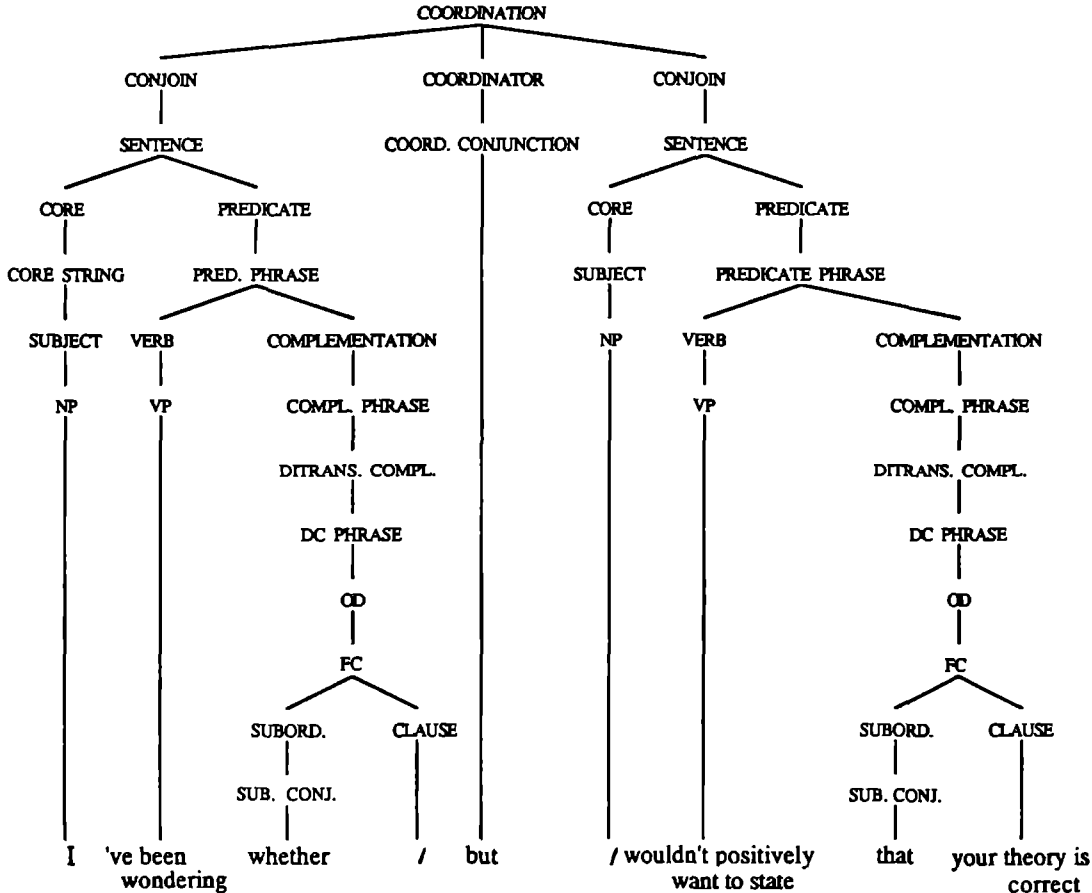 COORDINATION
CONJOIN COORDINATOR CONJOIN
SENTENCE COORD. CONJUNCTION SENTENCE
CORE PREDICATE CORE PREDICATE
CORE STRING PRED. PHRASE SUBJECT PREDICATE PHRASE
SUBJECT VERB COMPLEMENTATION NP VERB COMPLEMENTATION
NP VP COMPL. PHRASE VP COMPL. PHRASE
DITRANS. COMPL. DITRANS. COMPL.
DC PHRASE DC PHRASE
OD OD
FC FC
SUBORD. CLAUSE SUBORD. CLAUSE
SUB. CONJ. SUB. CONJ.
I 've been whether / but / wouldn't positively that your theory is
wondering want to state correct